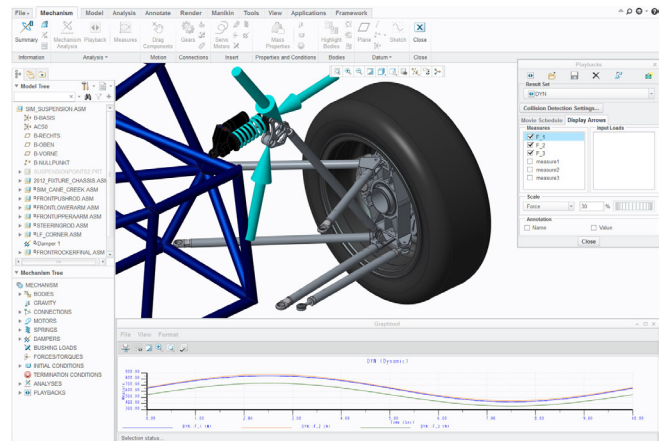 File
Mechanism
Model
Analysis
Annotate
Render
Manikin
Tools
View
Applications
Framework
Summary
Mechanism Analysis
Playback
Measures
Drag Components
Gears
Servo Motors
Mass Properties
Highlight Bodies
Plane
Sketch
Close
Information
Analysis
Motion
Connections
Insert
Properties and Conditions
Bodies
Datum
Close
Model Tree
SIM_SUSPENSION.ASM
B-BASIS
ACS0
B-RECHTS
B-OBEN
B-VORNE
B-NULLPUNKT
2012_FIXTURE_CHASSIS.ASM
SIM_CANE_CREEK.ASM
FRONTPUSHROD.ASM
FRONTLOWERARM.ASM
FRONTUPPERARM.ASM
STEERINGROD.ASM
LF_CORNER.ASM
Damper 1
FRONTROCKERFINAL.ASM
Mechanism Tree
MECHANISM
BODIES
GRAVITY
CONNECTIONS
MOTORS
SPRINGS
DAMPERS
BUSHING LOADS
FORCES/TORQUES
INITIAL CONDITIONS
TERMINATION CONDITIONS
ANALYSES
PLAYBACKS
Playbacks
Result Set
DYN
Collision Detection Settings...
Movie Schedule
Display Arrows
Measures
Input Loads
F_1
F_2
F_3
measure1
measure2
measure3
Scale
Force
30
%
Annotation
Name
Value
Close
Graphtool
File View Format
DYN (Dynamic)
Selection status...